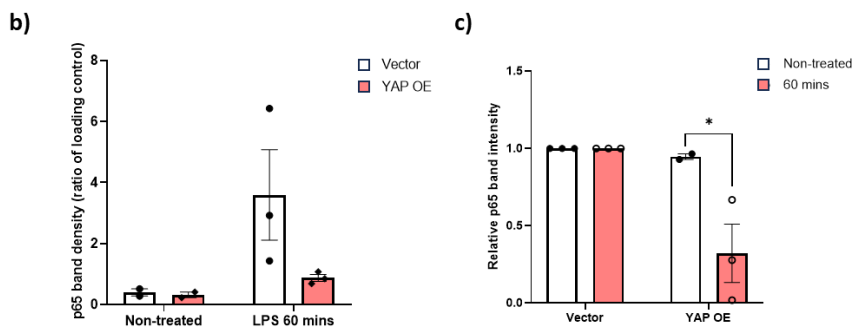 b)
p65 band density (ratio of loading control)
8
6
4
2
0
Non-treated
LPS 60 mins
Vector
YAP OE
c)
Relative p65 band intensity
1.5
1.0
0.5
0.0
*
Vector
YAP OE
Non-treated
60 mins